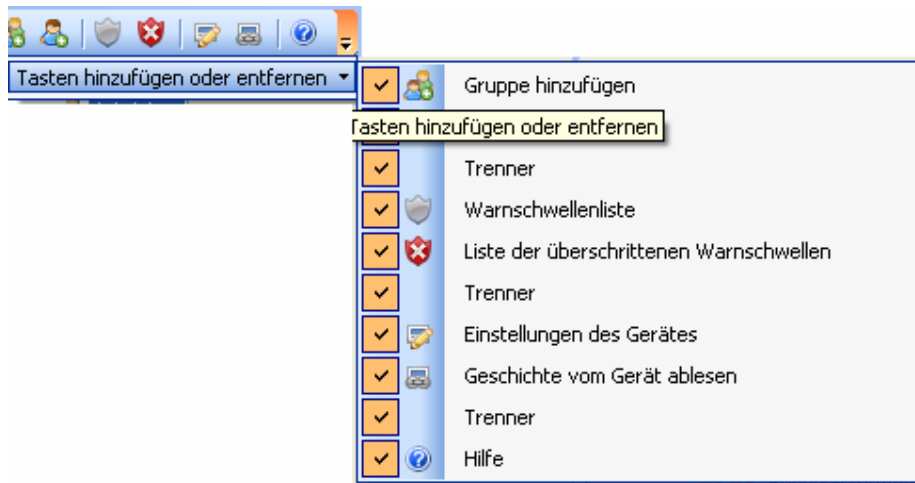 Tasten hinzufügen oder entfernen
Gruppe hinzufügen
Tasten hinzufügen oder entfernen
Trenner
Warnschwellenliste
Liste der überschrittenen Warnschwellen
Trenner
Einstellungen des Gerätes
Geschichte vom Gerät ablesen
Trenner
Hilfe